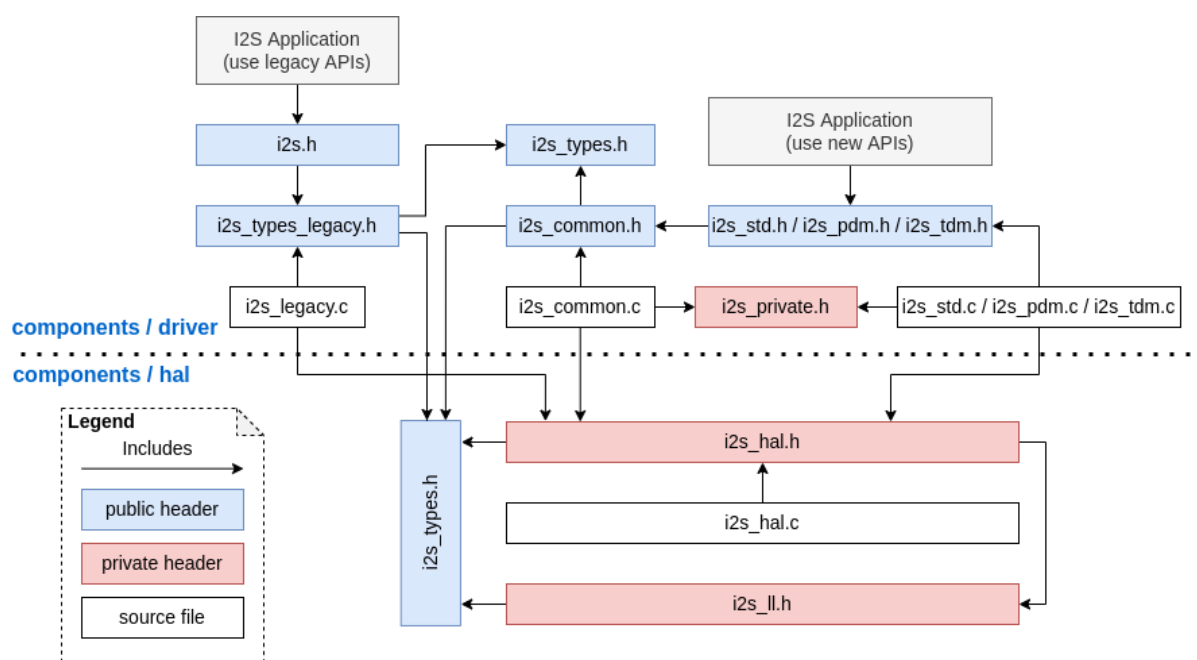 I2S Application
(use legacy APIs)
I2S Application
(use new APIs)
i2s.h
i2s_types.h
i2s_types_legacy.h
i2s_common.h
i2s_std.h / i2s_pdm.h / i2s_tdm.h
i2s_legacy.c
i2s_common.c
i2s_private.h
i2s_std.c / i2s_pdm.c / i2s_tdm.c
components / driver
components / hal
Legend
Includes
public header
private header
source file
i2s_types.h
i2s_hal.h
i2s_hal.c
i2s_ll.h